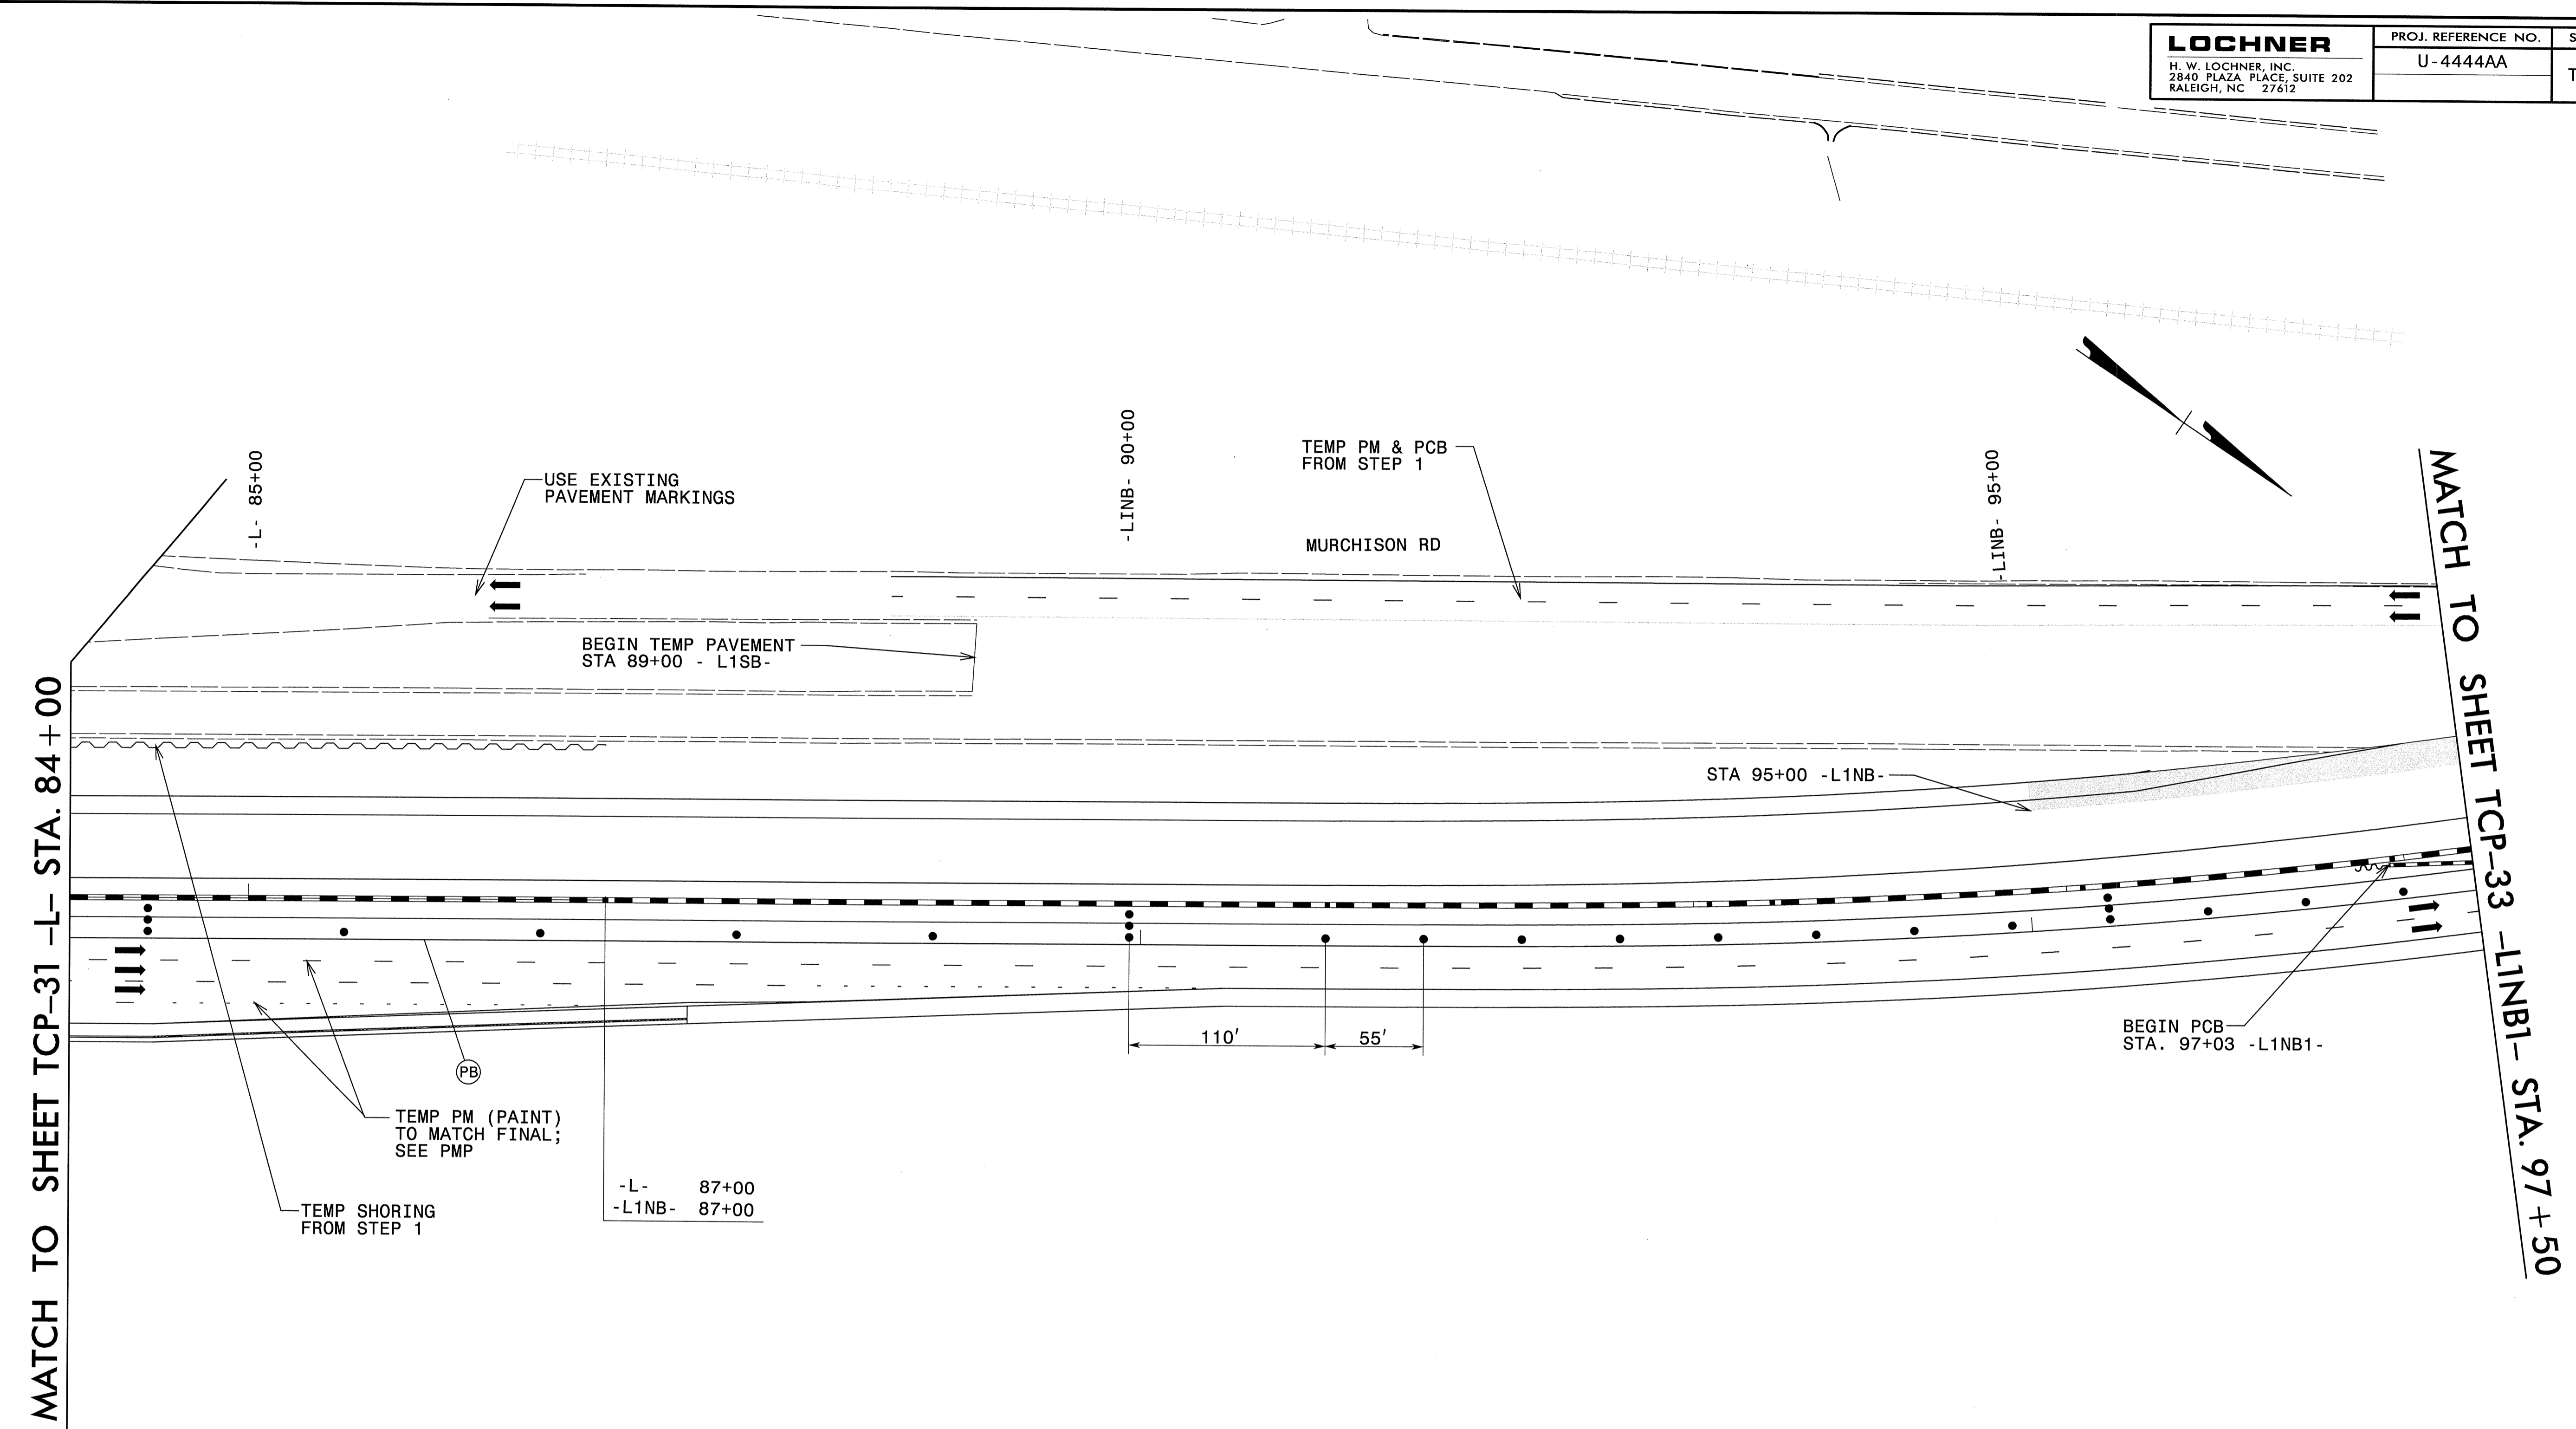 LOCHNER
H. W. LOCHNER, INC.
2840 PLAZA PLACE, SUITE 202
RALEIGH, NC 27612
PROJ. REFERENCE NO.
U-4444AA
-L- 85+00
USE EXISTING
PAVEMENT MARKINGS
-LINB- 90+00
TEMP PM & PCB
FROM STEP 1
MURCHISON RD
-LINB- 95+00
BEGIN TEMP PAVEMENT
STA 89+00 - L1SB-
STA 95+00 -L1NB-
MATCH TO SHEET TCP-31 -L- STA. 84+00
MATCH TO SHEET TCP-33 -L1NB1- STA. 97+50
110'
55'
BEGIN PCB
STA. 97+03 -L1NB1-
PB
TEMP PM (PAINT)
TO MATCH FINAL;
SEE PMP
-L- 87+00
-L1NB- 87+00
TEMP SHORING
FROM STEP 1